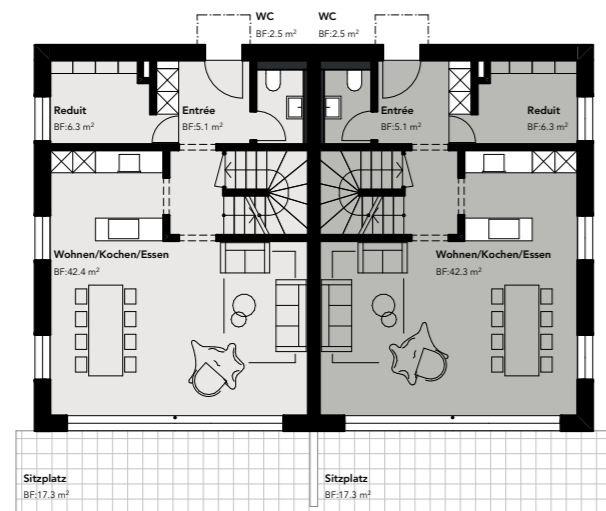 WC
BF:2.5 m²
WC
BF:2.5 m²
Reduit
BF:6.3 m²
Entrée
BF:5.1 m²
Entrée
BF:5.1 m²
Reduit
BF:6.3 m²
Wohnen/Kochen/Essen
BF:42.4 m²
Wohnen/Kochen/Essen
BF:42.3 m²
Sitzplatz
BF:17.3 m²
Sitzplatz
BF:17.3 m²